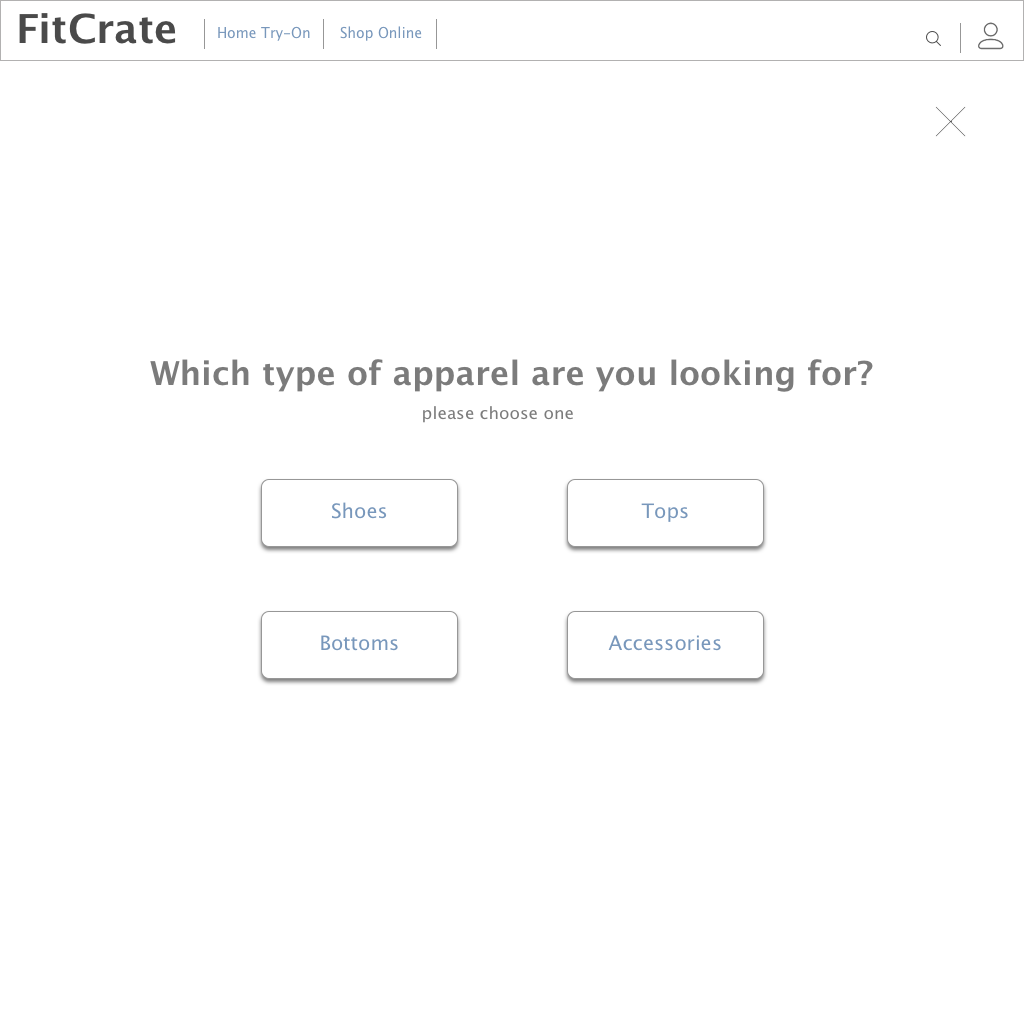 FitCrate
Home Try-On
Shop Online
Which type of apparel are you looking for?
please choose one
Shoes
Tops
Bottoms
Accessories